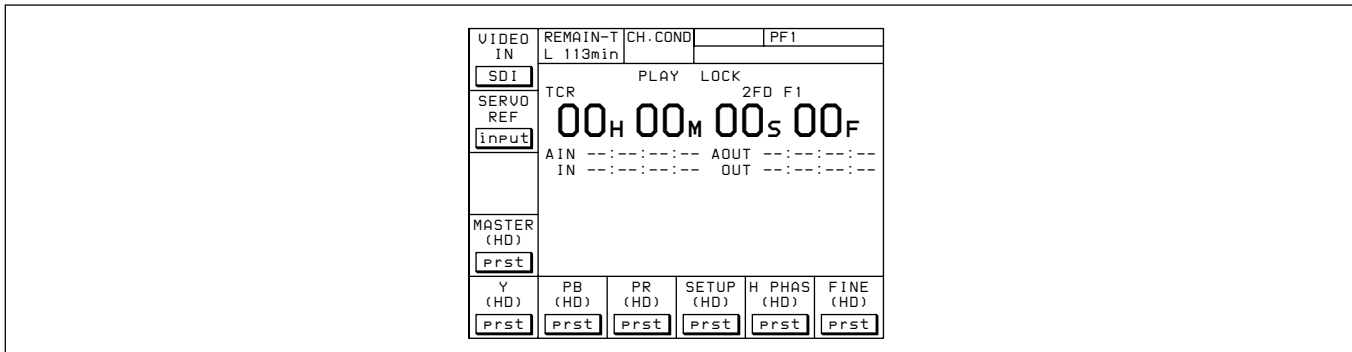 VIDEO IN
SDI
SERVO REF
input
MASTER (HD)
prst
REMAIN-T
L 113min
CH.COND
PF1
PLAY LOCK
TCR 2FD F1
00H 00M 00S 00F
AIN --:--:--:-- AOUT --:--:--:--
IN --:--:--:-- OUT --:--:--:--
Y (HD)
prst
PB (HD)
prst
PR (HD)
prst
SETUP (HD)
prst
H PHAS (HD)
prst
FINE (HD)
prst